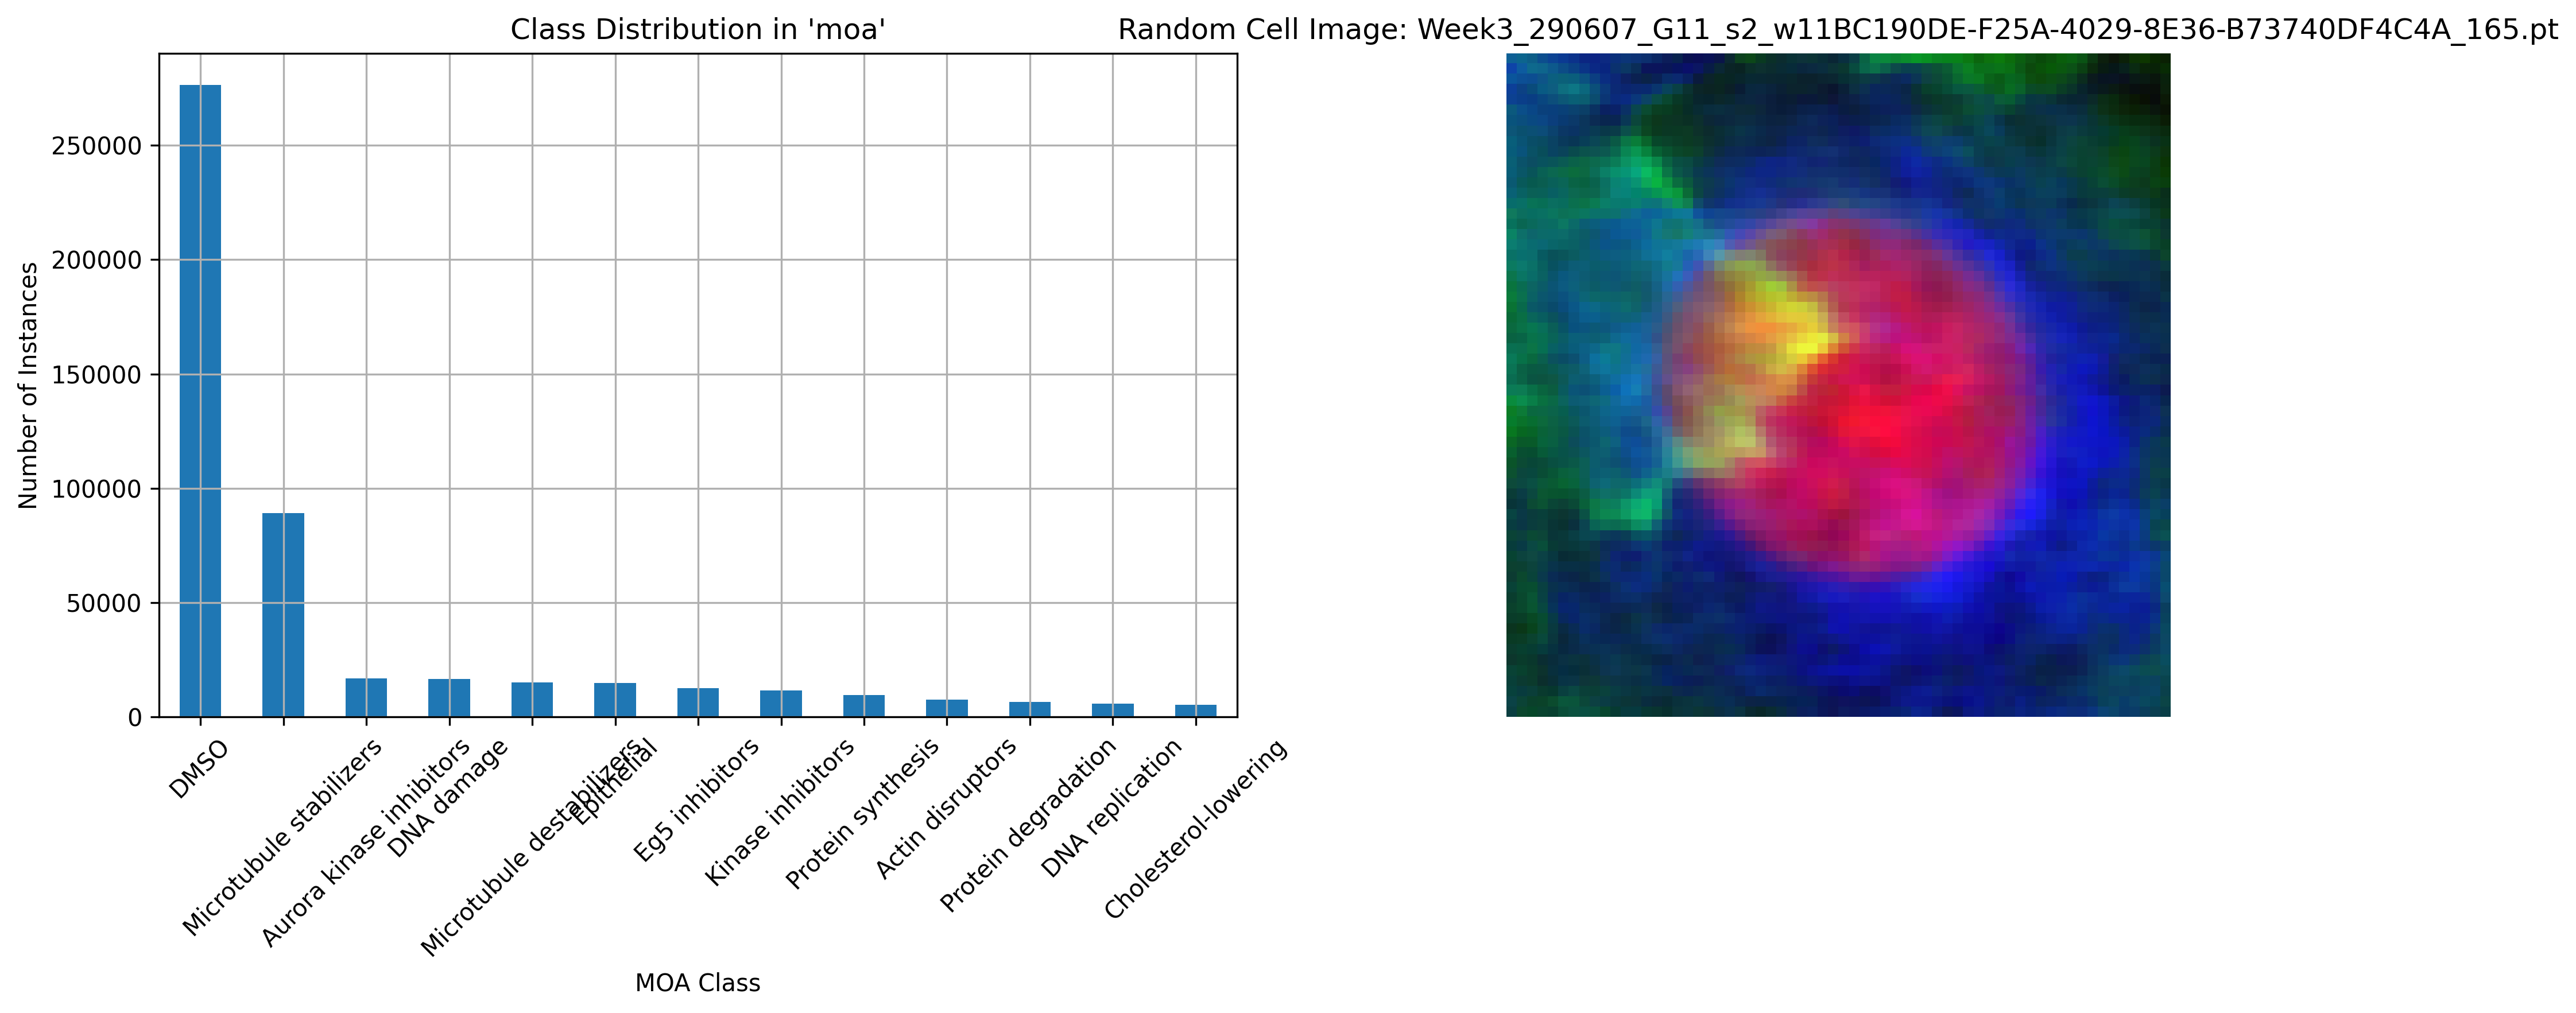 Class Distribution in 'moa'
Number of Instances
250000
200000
150000
100000
50000
0
DMSO
Microtubule stabilizers
Aurora kinase inhibitors
DNA damage
Microtubule destabilizers
Epithelial
Eg5 inhibitors
Kinase inhibitors
Protein synthesis
Actin disruptors
Protein degradation
DNA replication
Cholesterol-lowering
MOA Class
Random Cell Image: Week3_290607_G11_s2_w11BC190DE-F25A-4029-8E36-B73740DF4C4A_165.pt